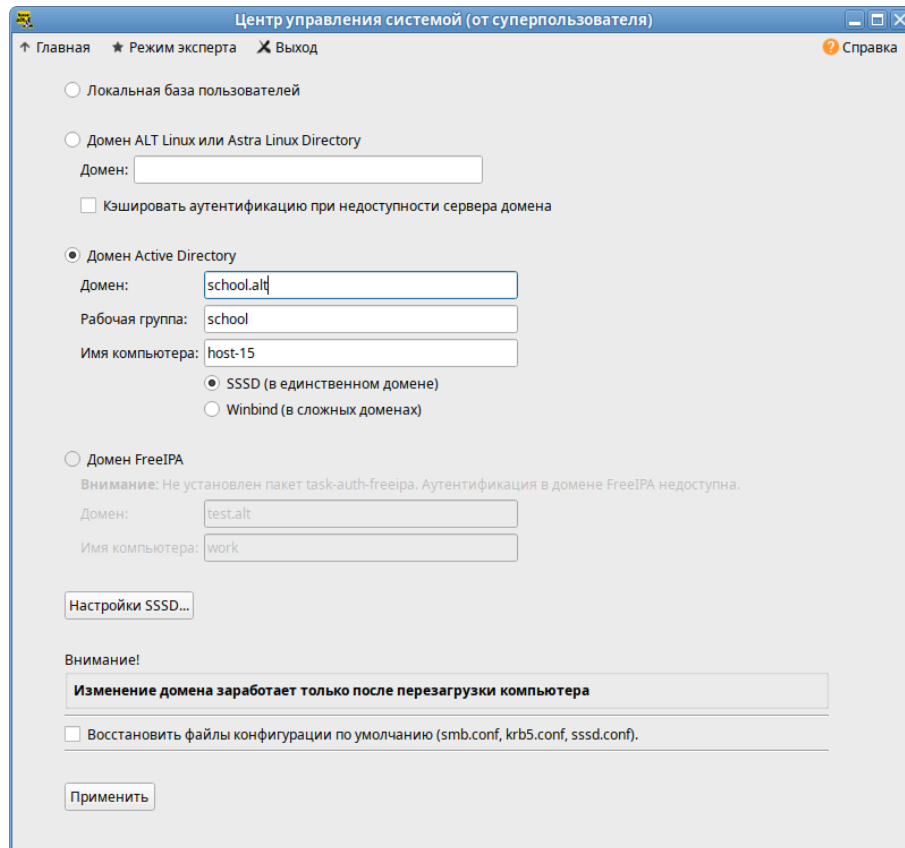 Центр управления системой (от суперпользователя)
Главная Режим эксперта Выход Справка
Локальная база пользователей
Домен ALT Linux или Astra Linux Directory
Домен:
Кэшировать аутентификацию при недоступности сервера домена
Домен Active Directory
Домен: school.alt
Рабочая группа: school
Имя компьютера: host-15
SSSD (в единственном домене)
Winbind (в сложных доменах)
Домен FreeIPA
Внимание: Не установлен пакет task-auth-freeipa. Аутентификация в домене FreeIPA недоступна.
Домен: test.alt
Имя компьютера: work
Настройки SSSD...
Внимание!
Изменение домена заработает только после перезагрузки компьютера
Восстановить файлы конфигурации по умолчанию (smb.conf, krb5.conf, sssd.conf).
Применить